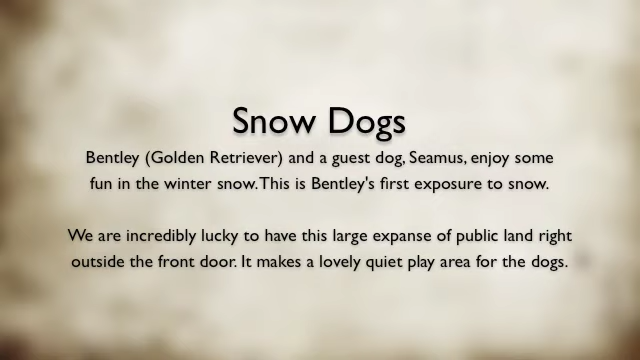 Snow Dogs
Bentley (Golden Retriever) and a guest dog, Seamus, enjoy some
fun in the winter snow. This is Bentley's first exposure to snow.
We are incredibly lucky to have this large expanse of public land right
outside the front door. It makes a lovely quiet play area for the dogs.